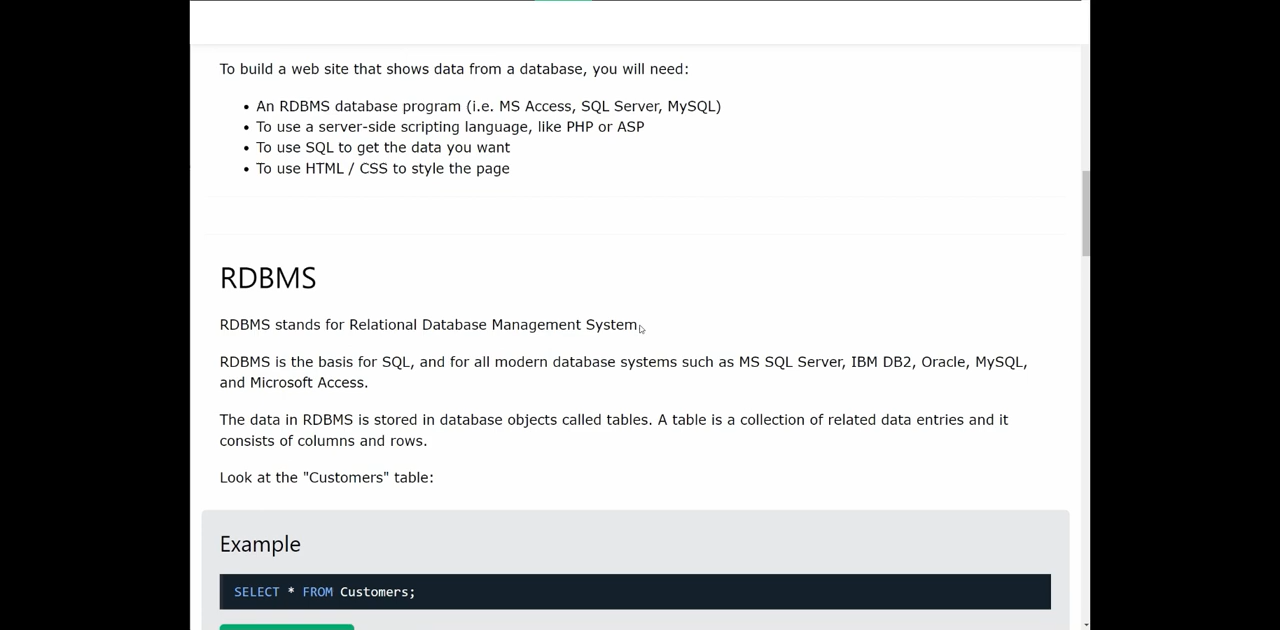 To build a web site that shows data from a database, you will need:
• An RDBMS database program (i.e. MS Access, SQL Server, MySQL)
• To use a server-side scripting language, like PHP or ASP
• To use SQL to get the data you want
• To use HTML / CSS to style the page
RDBMS
RDBMS stands for Relational Database Management System.
RDBMS is the basis for SQL, and for all modern database systems such as MS SQL Server, IBM DB2, Oracle, MySQL,
and Microsoft Access.
The data in RDBMS is stored in database objects called tables. A table is a collection of related data entries and it
consists of columns and rows.
Look at the "Customers" table:
Example
SELECT * FROM Customers;